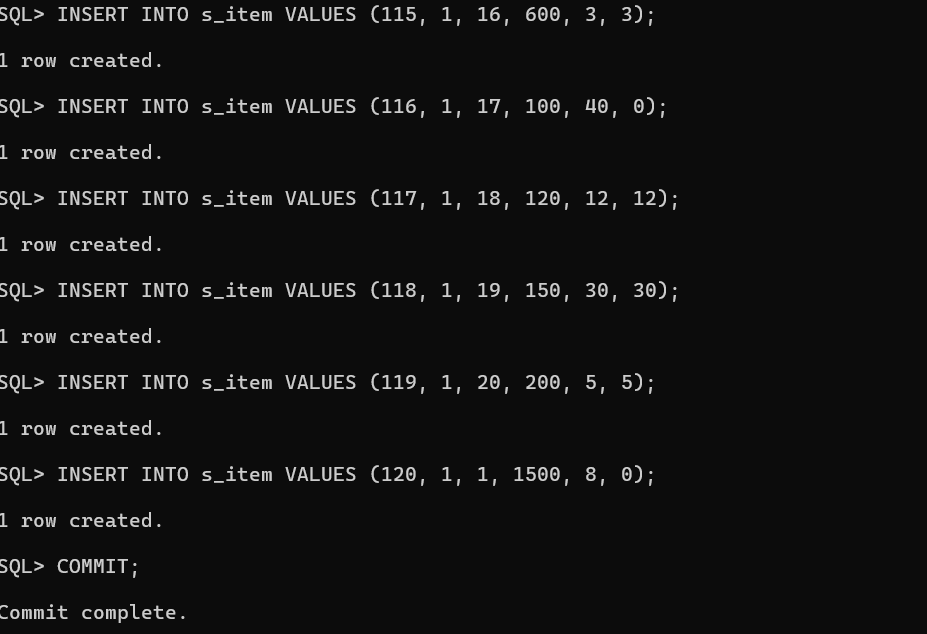 SQL> INSERT INTO s_item VALUES (115, 1, 16, 600, 3, 3);
1 row created.
SQL> INSERT INTO s_item VALUES (116, 1, 17, 100, 40, 0);
1 row created.
SQL> INSERT INTO s_item VALUES (117, 1, 18, 120, 12, 12);
1 row created.
SQL> INSERT INTO s_item VALUES (118, 1, 19, 150, 30, 30);
1 row created.
SQL> INSERT INTO s_item VALUES (119, 1, 20, 200, 5, 5);
1 row created.
SQL> INSERT INTO s_item VALUES (120, 1, 1, 1500, 8, 0);
1 row created.
SQL> COMMIT;
Commit complete.